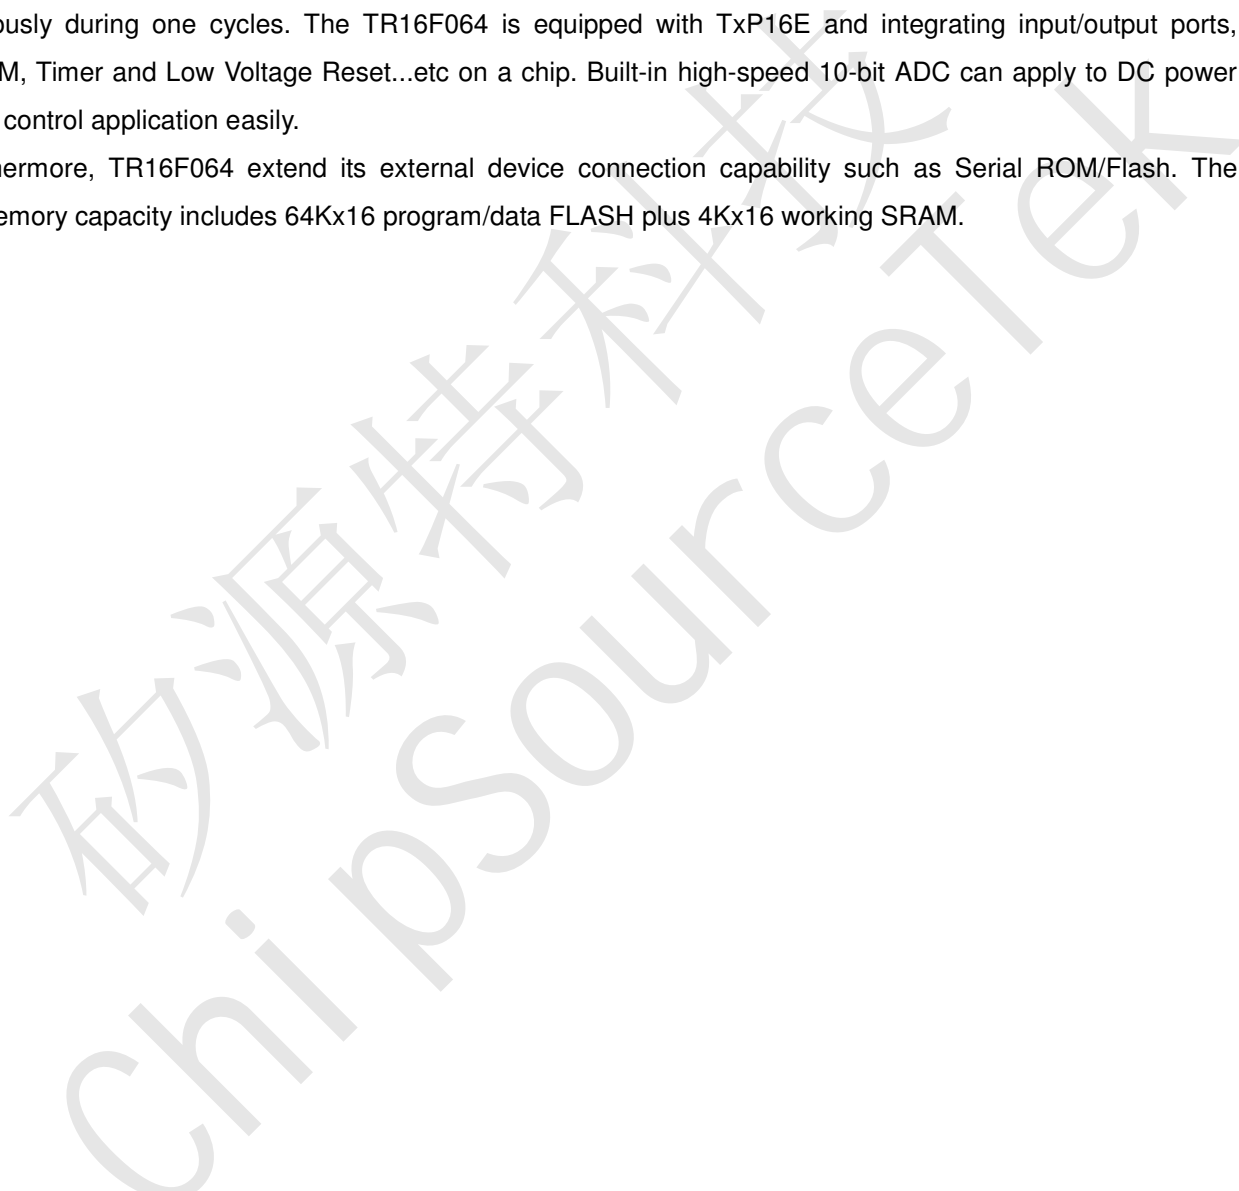 ously during one cycles. The TR16F064 is equipped with TxP16E and integrating input/output ports,
M, Timer and Low Voltage Reset...etc on a chip. Built-in high-speed 10-bit ADC can apply to DC power
control application easily.
ermore, TR16F064 extend its external device connection capability such as Serial ROM/Flash. The
emory capacity includes 64Kx16 program/data FLASH plus 4Kx16 working SRAM.
矽源特科技
ChipSourceTek